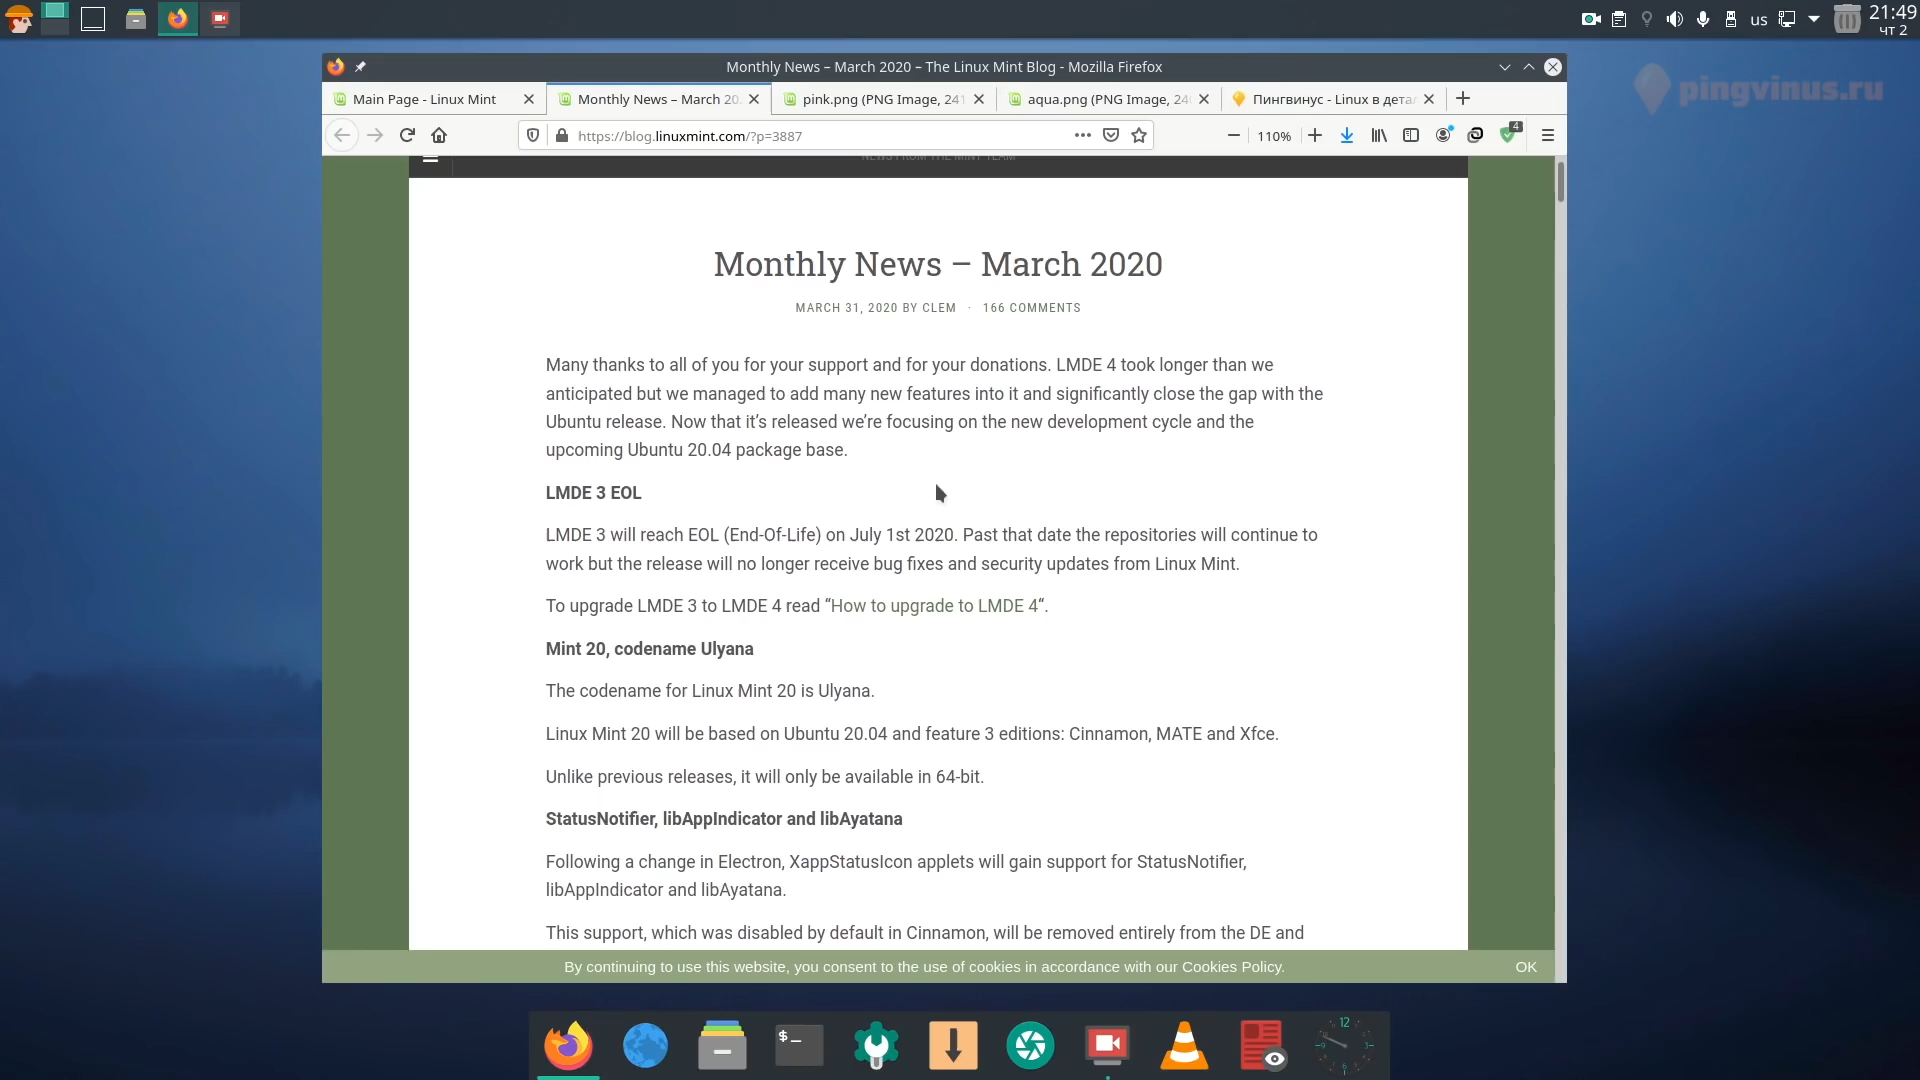 us
21:49
чт 2
Monthly News – March 2020 – The Linux Mint Blog - Mozilla Firefox
pingvinus.ru
Main Page - Linux Mint
Monthly News – March 20
pink.png (PNG Image, 241
aqua.png (PNG Image, 24
Пингвинус - Linux в дета
https://blog.linuxmint.com/?p=3887
110%
4
NEWS FROM THE MINT TEAM
Monthly News – March 2020
MARCH 31, 2020 BY CLEM · 166 COMMENTS
Many thanks to all of you for your support and for your donations. LMDE 4 took longer than we
anticipated but we managed to add many new features into it and significantly close the gap with the
Ubuntu release. Now that it’s released we’re focusing on the new development cycle and the
upcoming Ubuntu 20.04 package base.
LMDE 3 EOL
LMDE 3 will reach EOL (End-Of-Life) on July 1st 2020. Past that date the repositories will continue to
work but the release will no longer receive bug fixes and security updates from Linux Mint.
To upgrade LMDE 3 to LMDE 4 read “How to upgrade to LMDE 4“.
Mint 20, codename Ulyana
The codename for Linux Mint 20 is Ulyana.
Linux Mint 20 will be based on Ubuntu 20.04 and feature 3 editions: Cinnamon, MATE and Xfce.
Unlike previous releases, it will only be available in 64-bit.
StatusNotifier, libAppIndicator and libAyatana
Following a change in Electron, XappStatusIcon applets will gain support for StatusNotifier,
libAppIndicator and libAyatana.
This support, which was disabled by default in Cinnamon, will be removed entirely from the DE and
By continuing to use this website, you consent to the use of cookies in accordance with our Cookies Policy.
OK
$_
12
3
6
9